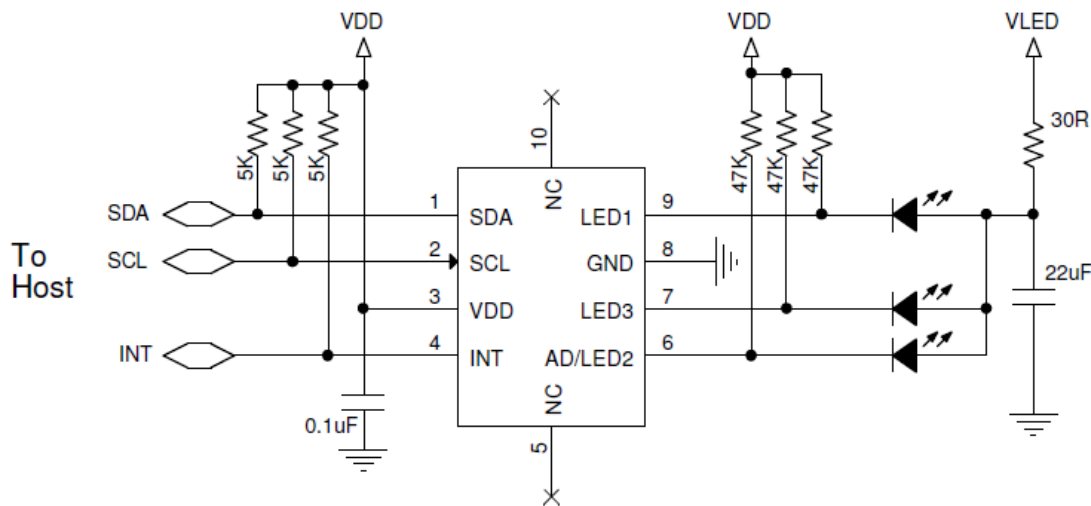 VDD
VDD
VLED
5K
5K
5K
10
47K
47K
47K
30R
NC
SDA
1
SDA
LED1
9
To
Host
SCL
2
SCL
GND
8
22uF
3
VDD
LED3
7
INT
4
INT
AD/LED2
6
NC
0.1uF
5